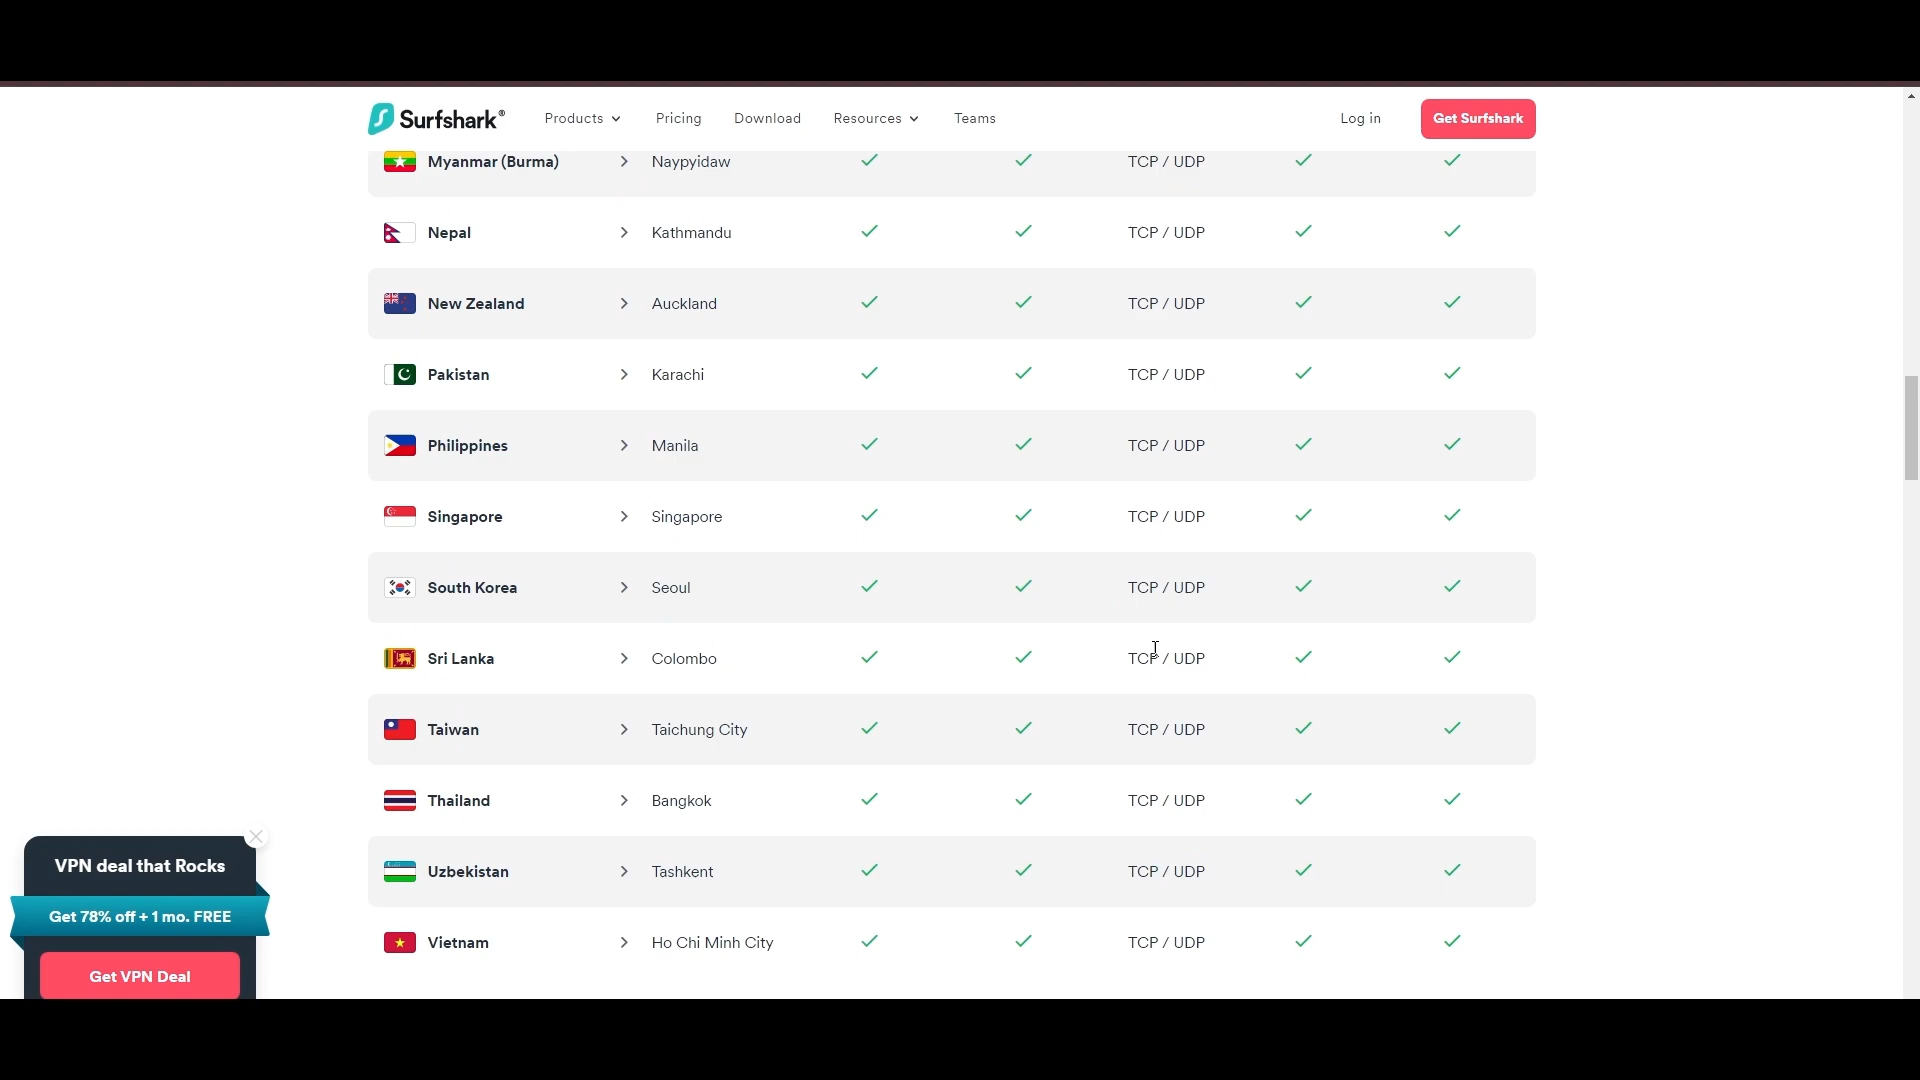 Surfshark® Products Pricing Download Resources Teams Log in Get Surfshark
Myanmar (Burma) Naypyidaw TCP / UDP
Nepal Kathmandu TCP / UDP
New Zealand Auckland TCP / UDP
Pakistan Karachi TCP / UDP
Philippines Manila TCP / UDP
Singapore Singapore TCP / UDP
South Korea Seoul TCP / UDP
Sri Lanka Colombo TCP / UDP
Taiwan Taichung City TCP / UDP
Thailand Bangkok TCP / UDP
Uzbekistan Tashkent TCP / UDP
Vietnam Ho Chi Minh City TCP / UDP
VPN deal that Rocks
Get 78% off + 1 mo. FREE
Get VPN Deal